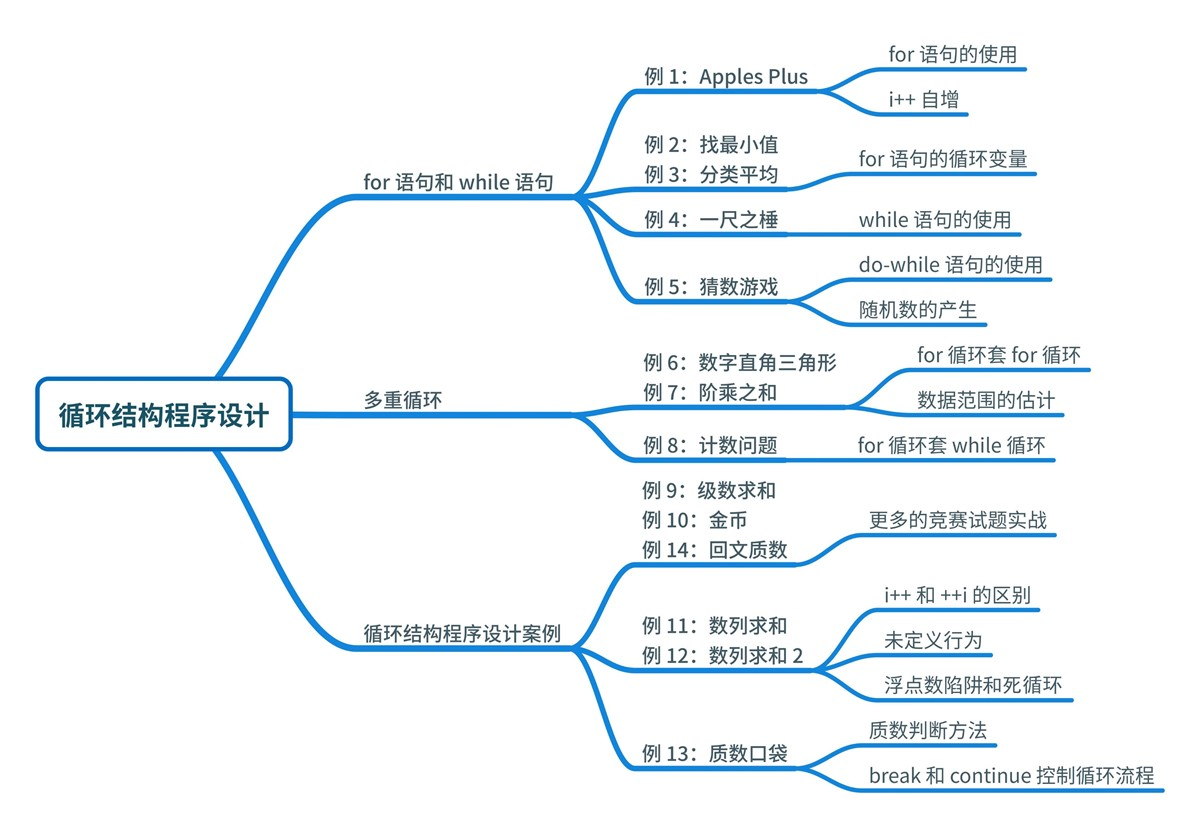 循环结构程序设计
for 语句和 while 语句
例 1：Apples Plus
for 语句的使用
i++ 自增
例 2：找最小值
例 3：分类平均
for 语句的循环变量
例 4：一尺之棰
while 语句的使用
例 5：猜数游戏
do-while 语句的使用
随机数的产生
多重循环
例 6：数字直角三角形
例 7：阶乘之和
for 循环套 for 循环
数据范围的估计
例 8：计数问题
for 循环套 while 循环
循环结构程序设计案例
例 9：级数求和
例 10：金币
例 14：回文质数
更多的竞赛试题实战
例 11：数列求和
例 12：数列求和 2
i++ 和 ++i 的区别
未定义行为
浮点数陷阱和死循环
例 13：质数口袋
质数判断方法
break 和 continue 控制循环流程